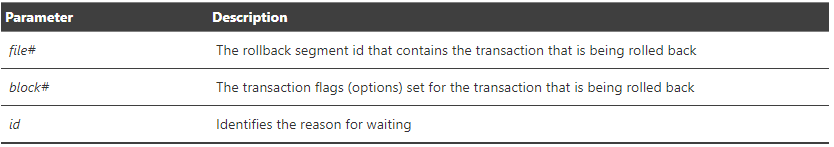 Parameter Description
file# The rollback segment id that contains the transaction that is being rolled back
block# The transaction flags (options) set for the transaction that is being rolled back
id Identifies the reason for waiting